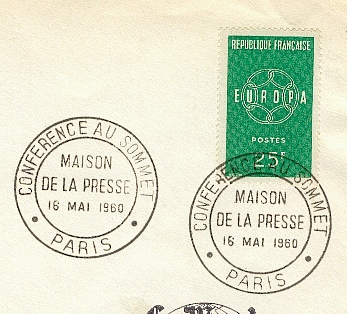 REPUBLIQUE FRANÇAISE
EUROPA
POSTES
25F
CONFERENCE AU SOMMET
MAISON
DE LA PRESSE
16 MAI 1960
PARIS
CONFERENCE AU SOMMET
MAISON
DE LA PRESSE
16 MAI 1960
PARIS